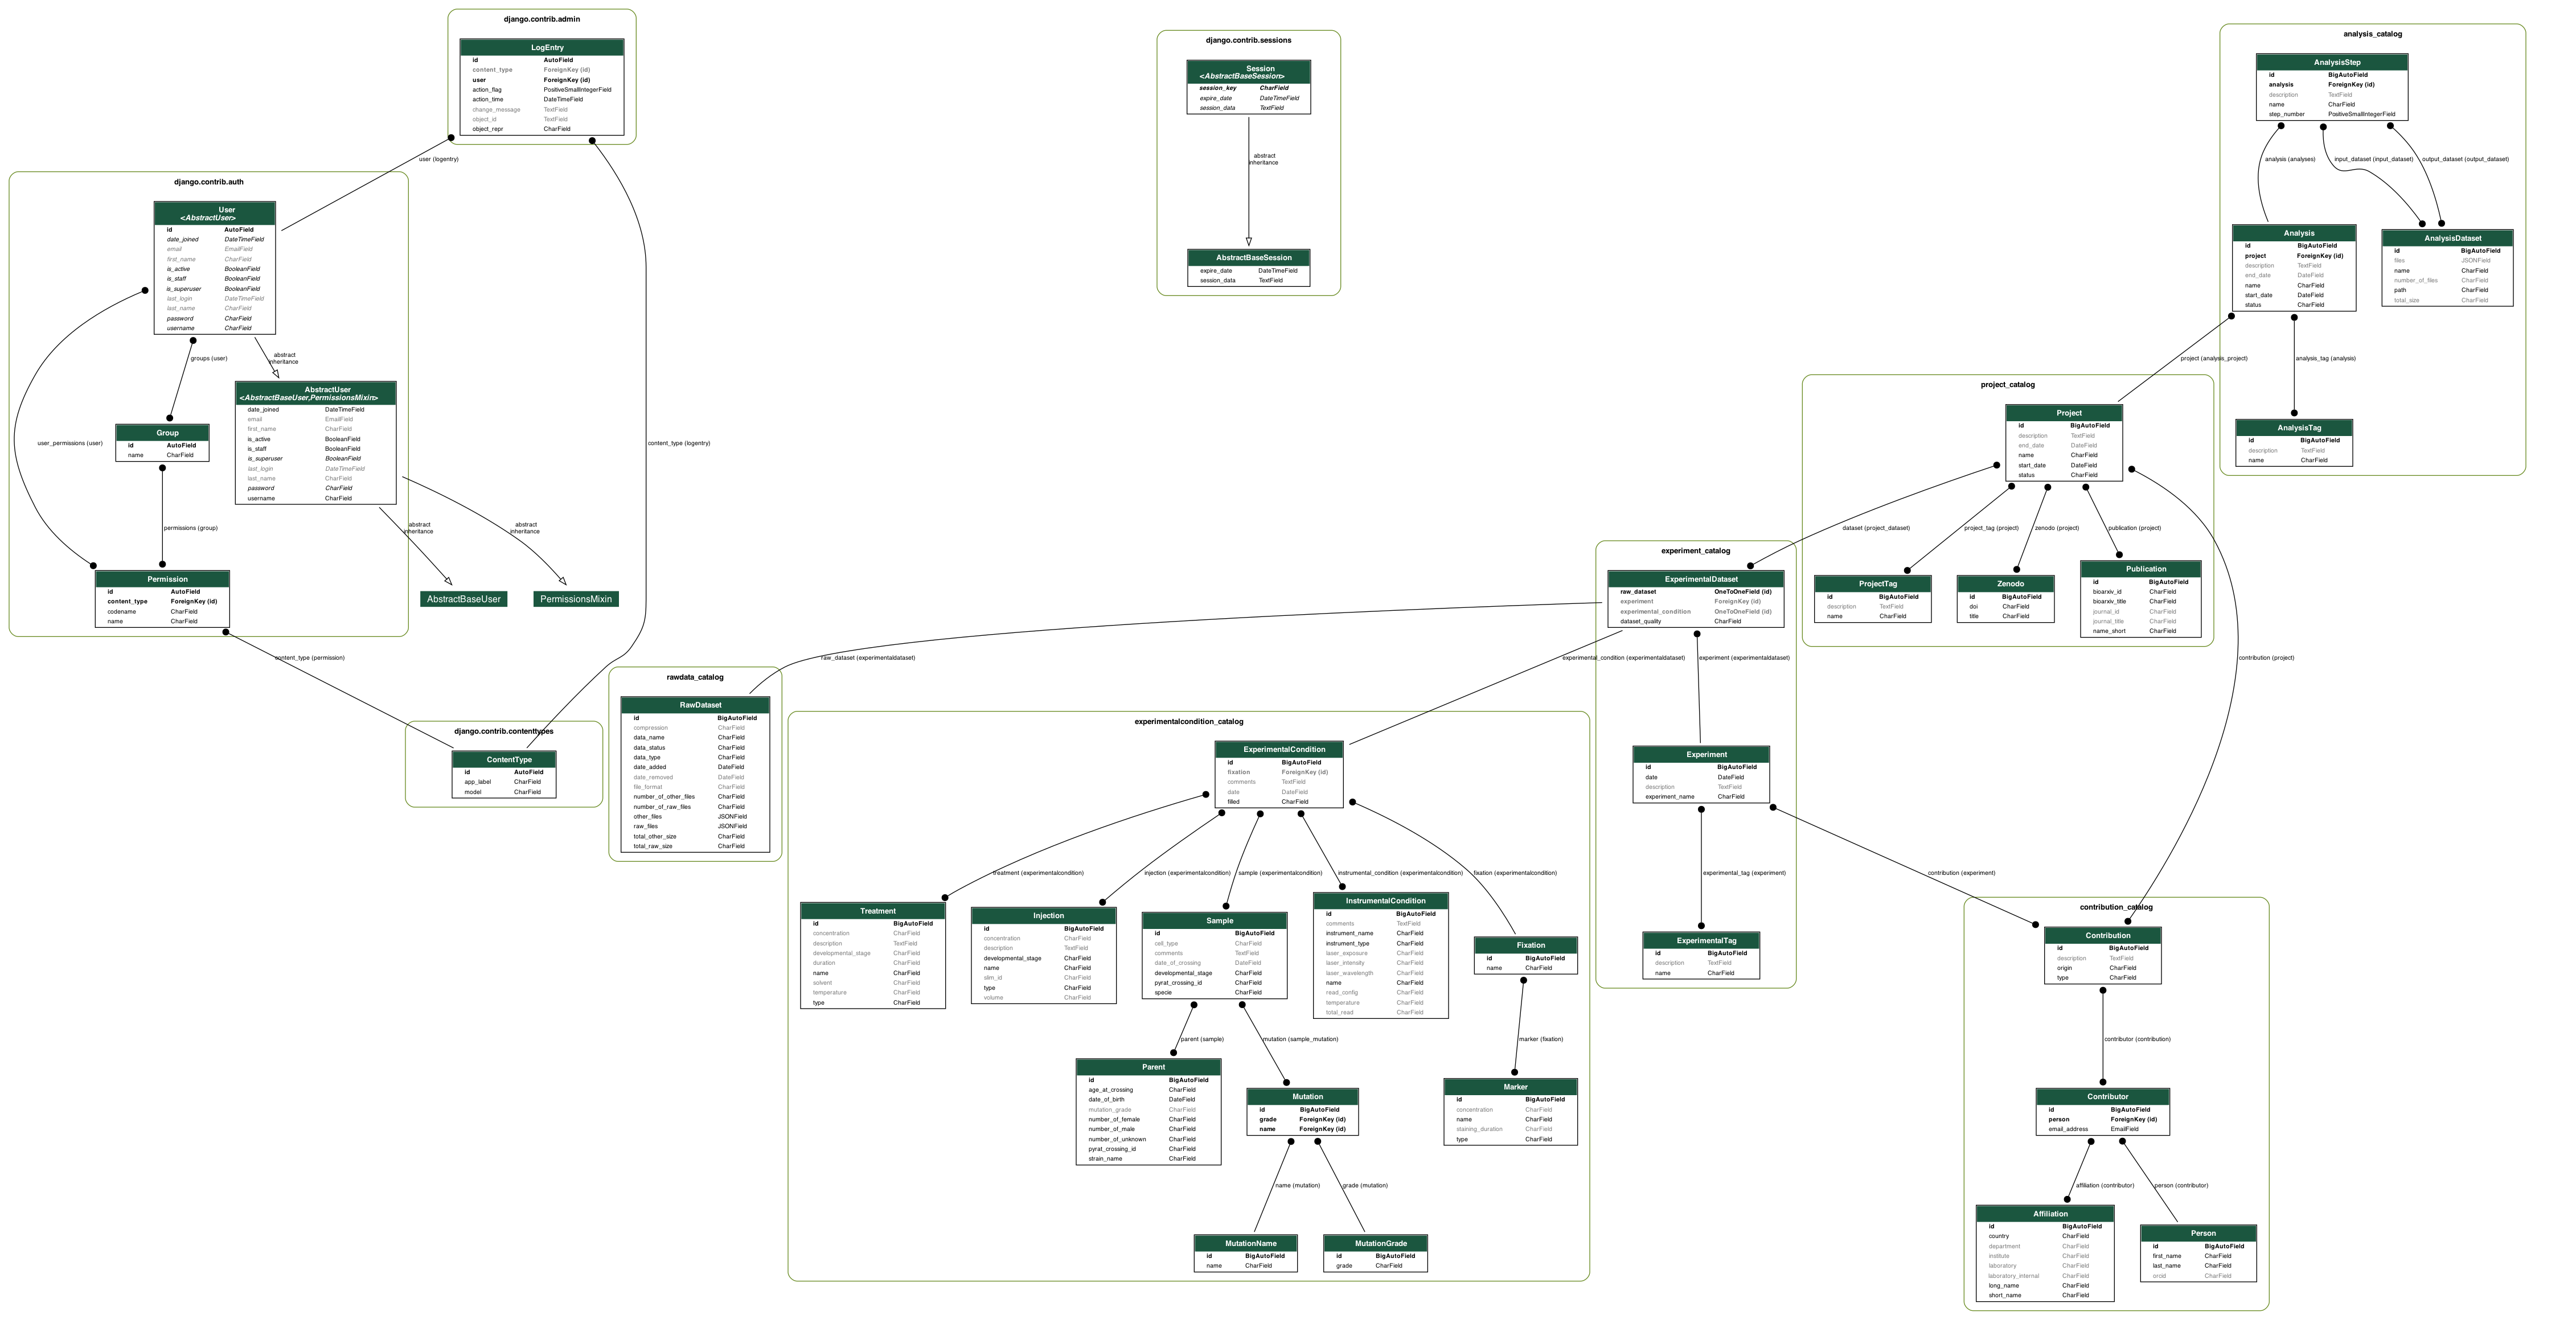 django.contrib.admin
LogEntry
id AutoField
content_type ForeignKey (id)
user ForeignKey (id)
action_flag PositiveSmallIntegerField
action_time DateTimeField
change_message TextField
object_id TextField
object_repr CharField
user (logentry)
content_type (logentry)
django.contrib.auth
User
<AbstractUser>
id AutoField
date_joined DateTimeField
email EmailField
first_name CharField
is_active BooleanField
is_staff BooleanField
is_superuser BooleanField
last_login DateTimeField
last_name CharField
password CharField
username CharField
groups (user)
abstract
inheritance
user_permissions (user)
AbstractUser
<AbstractBaseUser,PermissionsMixin>
date_joined DateTimeField
email EmailField
first_name CharField
is_active BooleanField
is_staff BooleanField
is_superuser BooleanField
last_login DateTimeField
last_name CharField
password CharField
username CharField
Group
id AutoField
name CharField
permissions (group)
abstract
inheritance
abstract
inheritance
Permission
id AutoField
content_type ForeignKey (id)
codename CharField
name CharField
AbstractBaseUser
PermissionsMixin
content_type (permission)
django.contrib.contenttypes
ContentType
id AutoField
app_label CharField
model CharField
django.contrib.sessions
Session
<AbstractBaseSession>
session_key CharField
expire_date DateTimeField
session_data TextField
abstract
inheritance
AbstractBaseSession
expire_date DateTimeField
session_data TextField
analysis_catalog
AnalysisStep
id BigAutoField
analysis ForeignKey (id)
description TextField
name CharField
step_number PositiveSmallIntegerField
analysis (analyses)
input_dataset (input_dataset)
output_dataset (output_dataset)
Analysis
id BigAutoField
project ForeignKey (id)
description TextField
end_date DateField
name CharField
start_date DateField
status CharField
AnalysisDataset
id BigAutoField
files JSONField
name CharField
number_of_files CharField
path CharField
total_size CharField
project (analysis_project)
analysis_tag (analysis)
AnalysisTag
id BigAutoField
description TextField
name CharField
project_catalog
Project
id BigAutoField
description TextField
end_date DateField
name CharField
start_date DateField
status CharField
dataset (project_dataset)
project_tag (project)
zenodo (project)
publication (project)
contribution (project)
ProjectTag
id BigAutoField
description TextField
name CharField
Zenodo
id BigAutoField
doi CharField
title CharField
Publication
id BigAutoField
bioarxiv_id CharField
bioarxiv_title CharField
journal_id CharField
journal_title CharField
name_short CharField
experiment_catalog
ExperimentalDataset
raw_dataset OneToOneField (id)
experiment ForeignKey (id)
experimental_condition OneToOneField (id)
dataset_quality CharField
raw_dataset (experimentaldataset)
experimental_condition (experimentaldataset)
experiment (experimentaldataset)
Experiment
id BigAutoField
date DateField
description TextField
experiment_name CharField
experimental_tag (experiment)
contribution (experiment)
ExperimentalTag
id BigAutoField
description TextField
name CharField
rawdata_catalog
RawDataset
id BigAutoField
compression CharField
data_name CharField
data_status CharField
data_type CharField
date_added DateField
date_removed DateField
file_format CharField
number_of_other_files CharField
number_of_raw_files CharField
other_files JSONField
raw_files JSONField
total_other_size CharField
total_raw_size CharField
experimentalcondition_catalog
ExperimentalCondition
id BigAutoField
fixation ForeignKey (id)
comments TextField
date DateField
filled CharField
treatment (experimentalcondition)
injection (experimentalcondition)
sample (experimentalcondition)
instrumental_condition (experimentalcondition)
fixation (experimentalcondition)
Treatment
id BigAutoField
concentration CharField
description TextField
developmental_stage CharField
duration CharField
name CharField
solvent CharField
temperature CharField
type CharField
Injection
id BigAutoField
concentration CharField
description TextField
developmental_stage CharField
name CharField
slim_id CharField
type CharField
volume CharField
Sample
id BigAutoField
cell_type CharField
comments TextField
date_of_crossing DateField
developmental_stage CharField
pyrat_crossing_id CharField
specie CharField
InstrumentalCondition
id BigAutoField
comments TextField
instrument_name CharField
instrument_type CharField
laser_exposure CharField
laser_intensity CharField
laser_wavelength CharField
name CharField
read_config CharField
temperature CharField
total_read CharField
Fixation
id BigAutoField
name CharField
parent (sample)
mutation (sample_mutation)
marker (fixation)
Parent
id BigAutoField
age_at_crossing CharField
date_of_birth DateField
mutation_grade CharField
number_of_female CharField
number_of_male CharField
number_of_unknown CharField
pyrat_crossing_id CharField
strain_name CharField
Mutation
id BigAutoField
grade ForeignKey (id)
name ForeignKey (id)
Marker
id BigAutoField
concentration CharField
name CharField
staining_duration CharField
type CharField
name (mutation)
grade (mutation)
MutationName
id BigAutoField
name CharField
MutationGrade
id BigAutoField
grade CharField
contribution_catalog
Contribution
id BigAutoField
description TextField
origin CharField
type CharField
contributor (contribution)
Contributor
id BigAutoField
person ForeignKey (id)
email_address EmailField
affiliation (contributor)
person (contributor)
Affiliation
id BigAutoField
country CharField
department CharField
institute CharField
laboratory CharField
laboratory_internal CharField
long_name CharField
short_name CharField
Person
id BigAutoField
first_name CharField
last_name CharField
orcid CharField